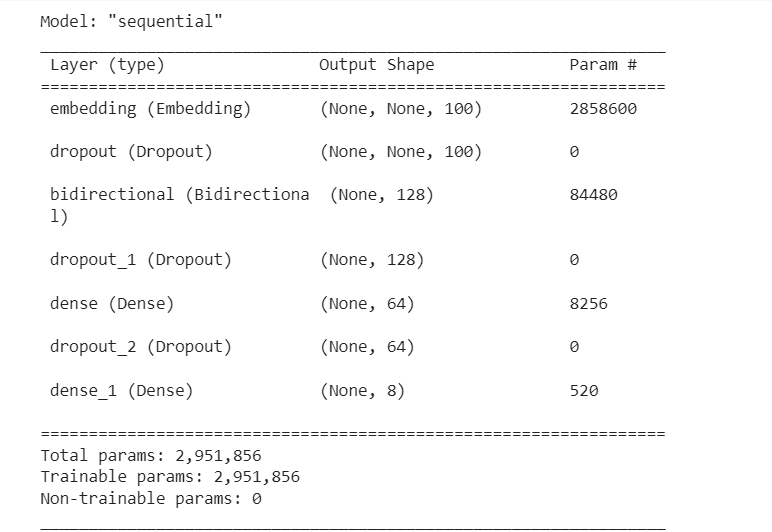 Model: "sequential"
_________________________________________________________________
Layer (type) Output Shape Param #
=================================================================
embedding (Embedding) (None, None, 100) 2858600
dropout (Dropout) (None, None, 100) 0
bidirectional (Bidirectiona (None, 128) 84480
l)
dropout_1 (Dropout) (None, 128) 0
dense (Dense) (None, 64) 8256
dropout_2 (Dropout) (None, 64) 0
dense_1 (Dense) (None, 8) 520
=================================================================
Total params: 2,951,856
Trainable params: 2,951,856
Non-trainable params: 0
_________________________________________________________________